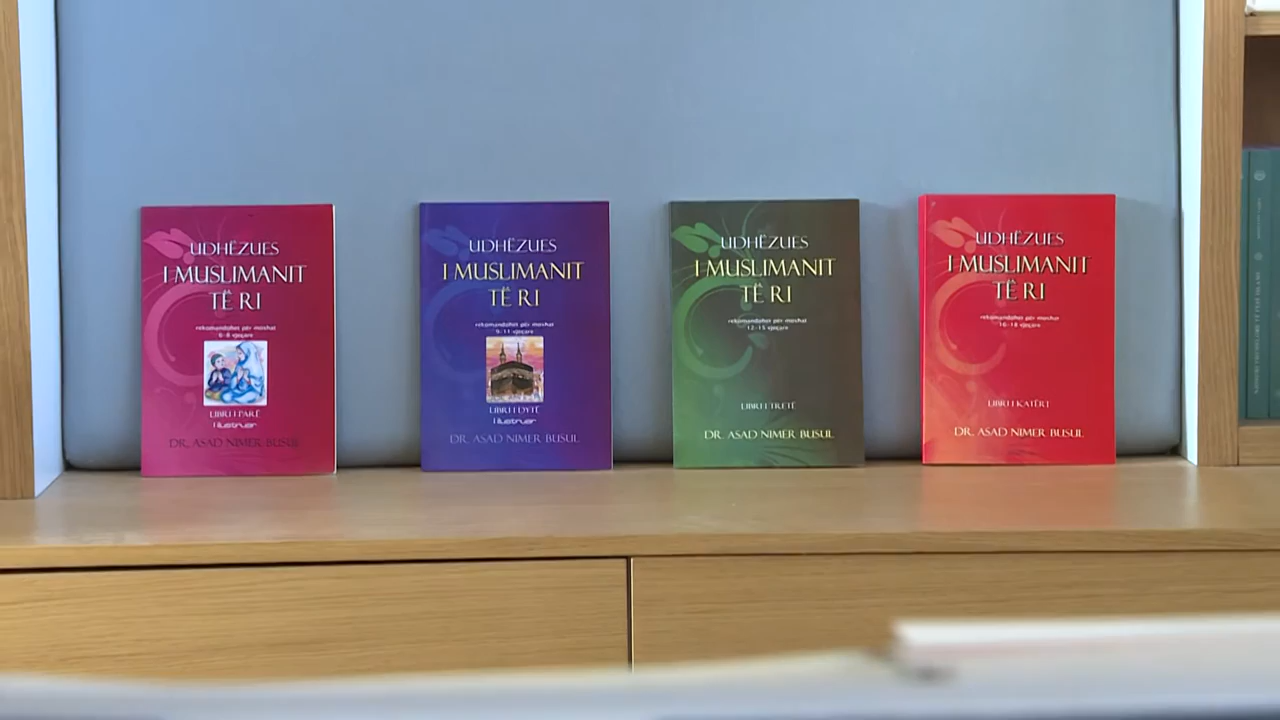 UDHËZUES
I MUSLIMANIT
TË RI
rekomandohet për moshat
6-8 vjeçare
LIBRI I PARË
I ilustruar
DR. ASAD NIMER BUSUL
UDHËZUES
I MUSLIMANIT
TË RI
rekomandohet për moshat
9-11 vjeçare
LIBRI I DYTË
I ilustruar
DR. ASAD NIMER BUSUL
UDHËZUES
I MUSLIMANIT
TË RI
rekomandohet për moshat
12-15 vjeçare
LIBRI I TRETË
DR. ASAD NIMER BUSUL
UDHËZUES
I MUSLIMANIT
TË RI
rekomandohet për moshat
16-18 vjeçare
LIBRI I KATËRT
DR. ASAD NIMER BUSUL